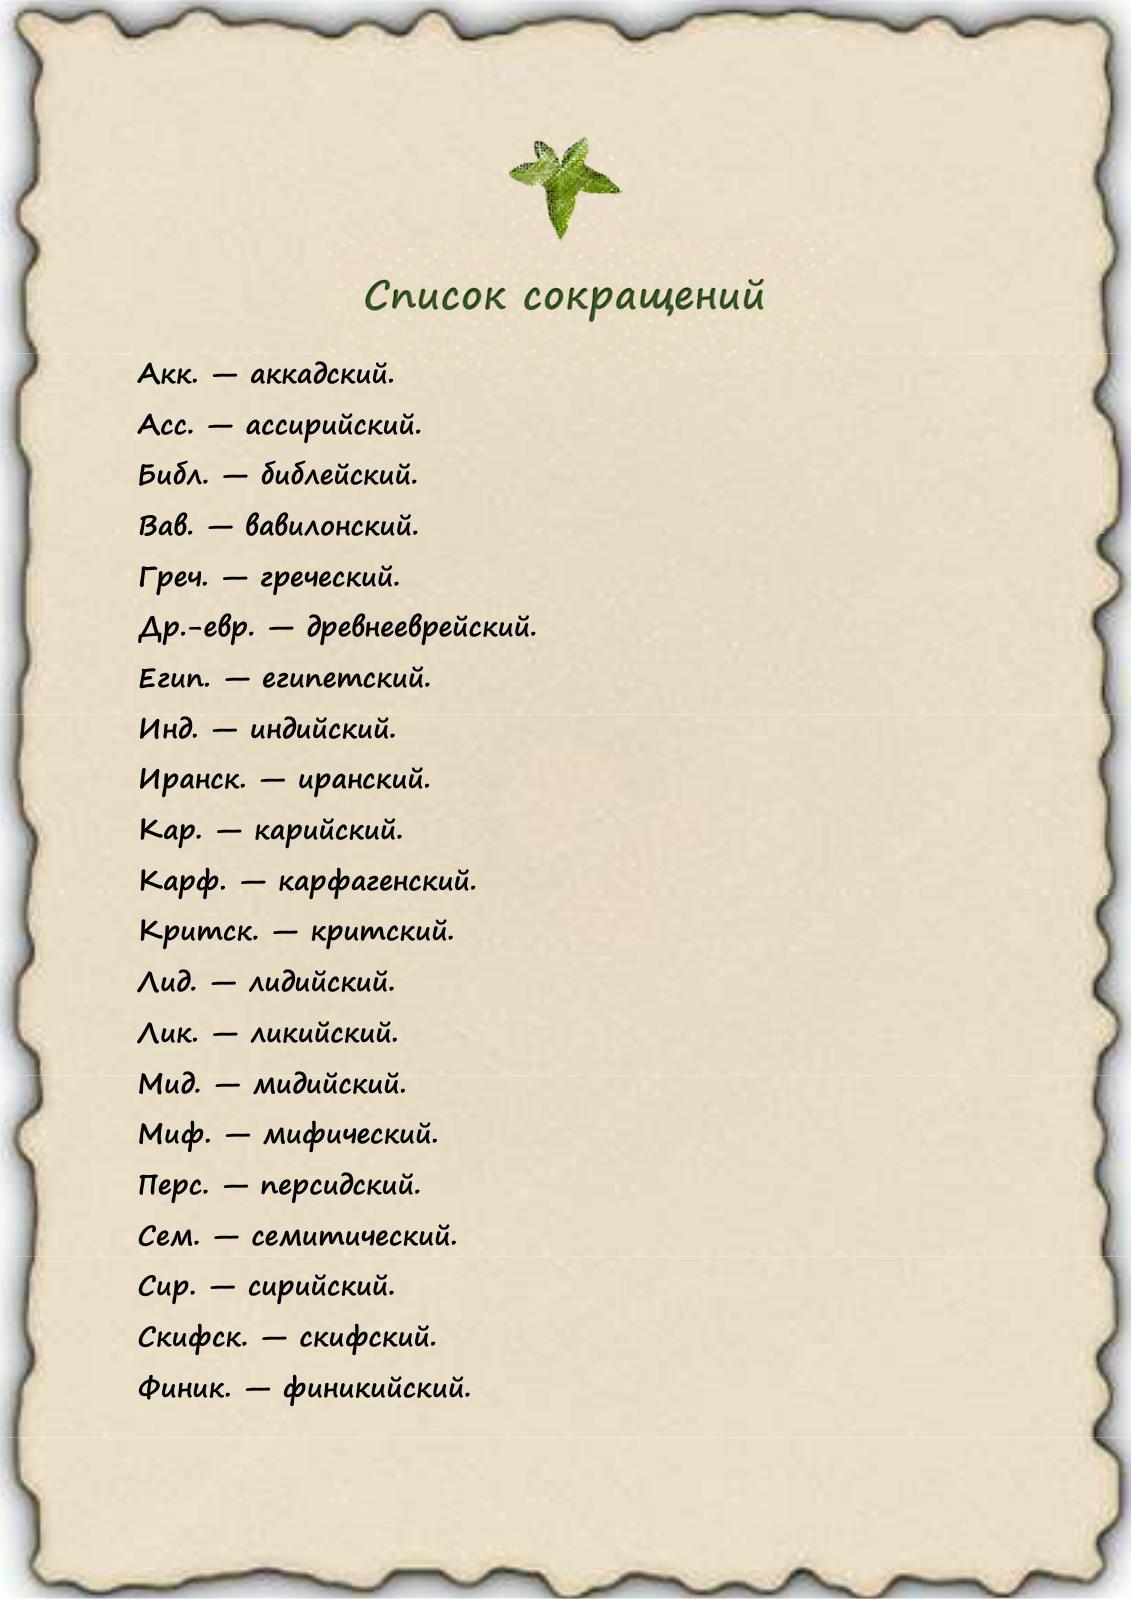 Список сокращений
Акк. — аккадский.
Асс. — ассирийский.
Библ. — библейский.
Вав. — вавилонский.
Греч. — греческий.
Др.-евр. — древнееврейский.
Егип. — египетский.
Инд. — индийский.
Иранск. — иранский.
Кар. — карийский.
Карф. — карфагенский.
Критск. — критский.
Лид. — лидийский.
Лик. — ликийский.
Мид. — мидийский.
Миф. — мифический.
Перс. — персидский.
Сем. — семитический.
Сир. — сирийский.
Скифск. — скифский.
Финик. — финикийский.